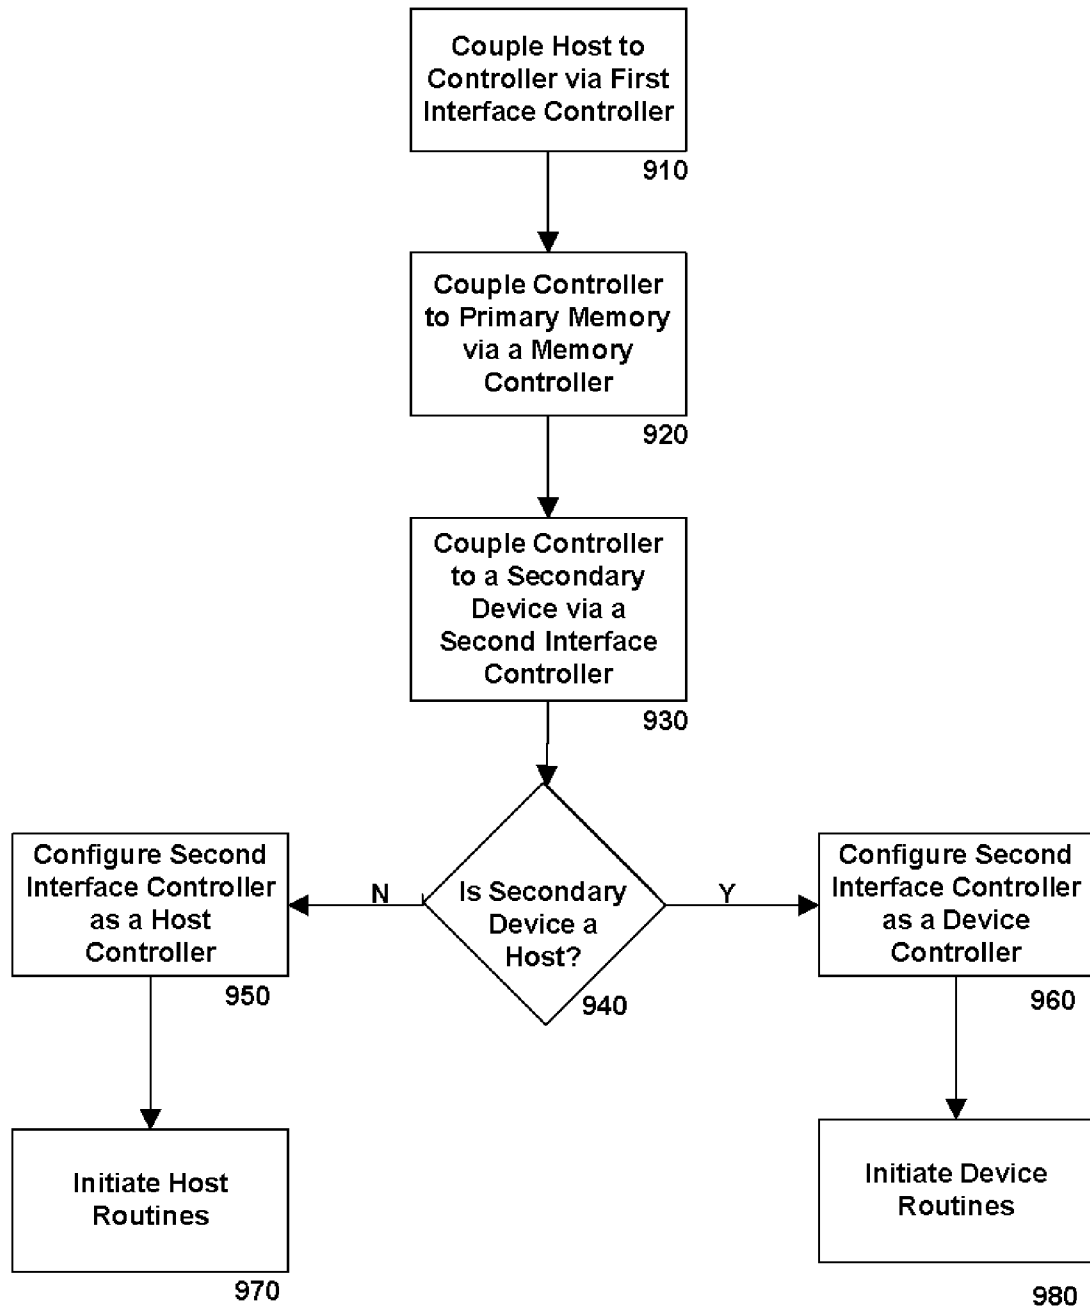 Couple Host to
Controller via First
Interface Controller
910
Couple Controller
to Primary Memory
via a Memory
Controller
920
Couple Controller
to a Secondary
Device via a
Second Interface
Controller
930
Is Secondary
Device a
Host?
940
N
Y
Configure Second
Interface Controller
as a Host
Controller
950
Configure Second
Interface Controller
as a Device
Controller
960
Initiate Host
Routines
970
Initiate Device
Routines
980